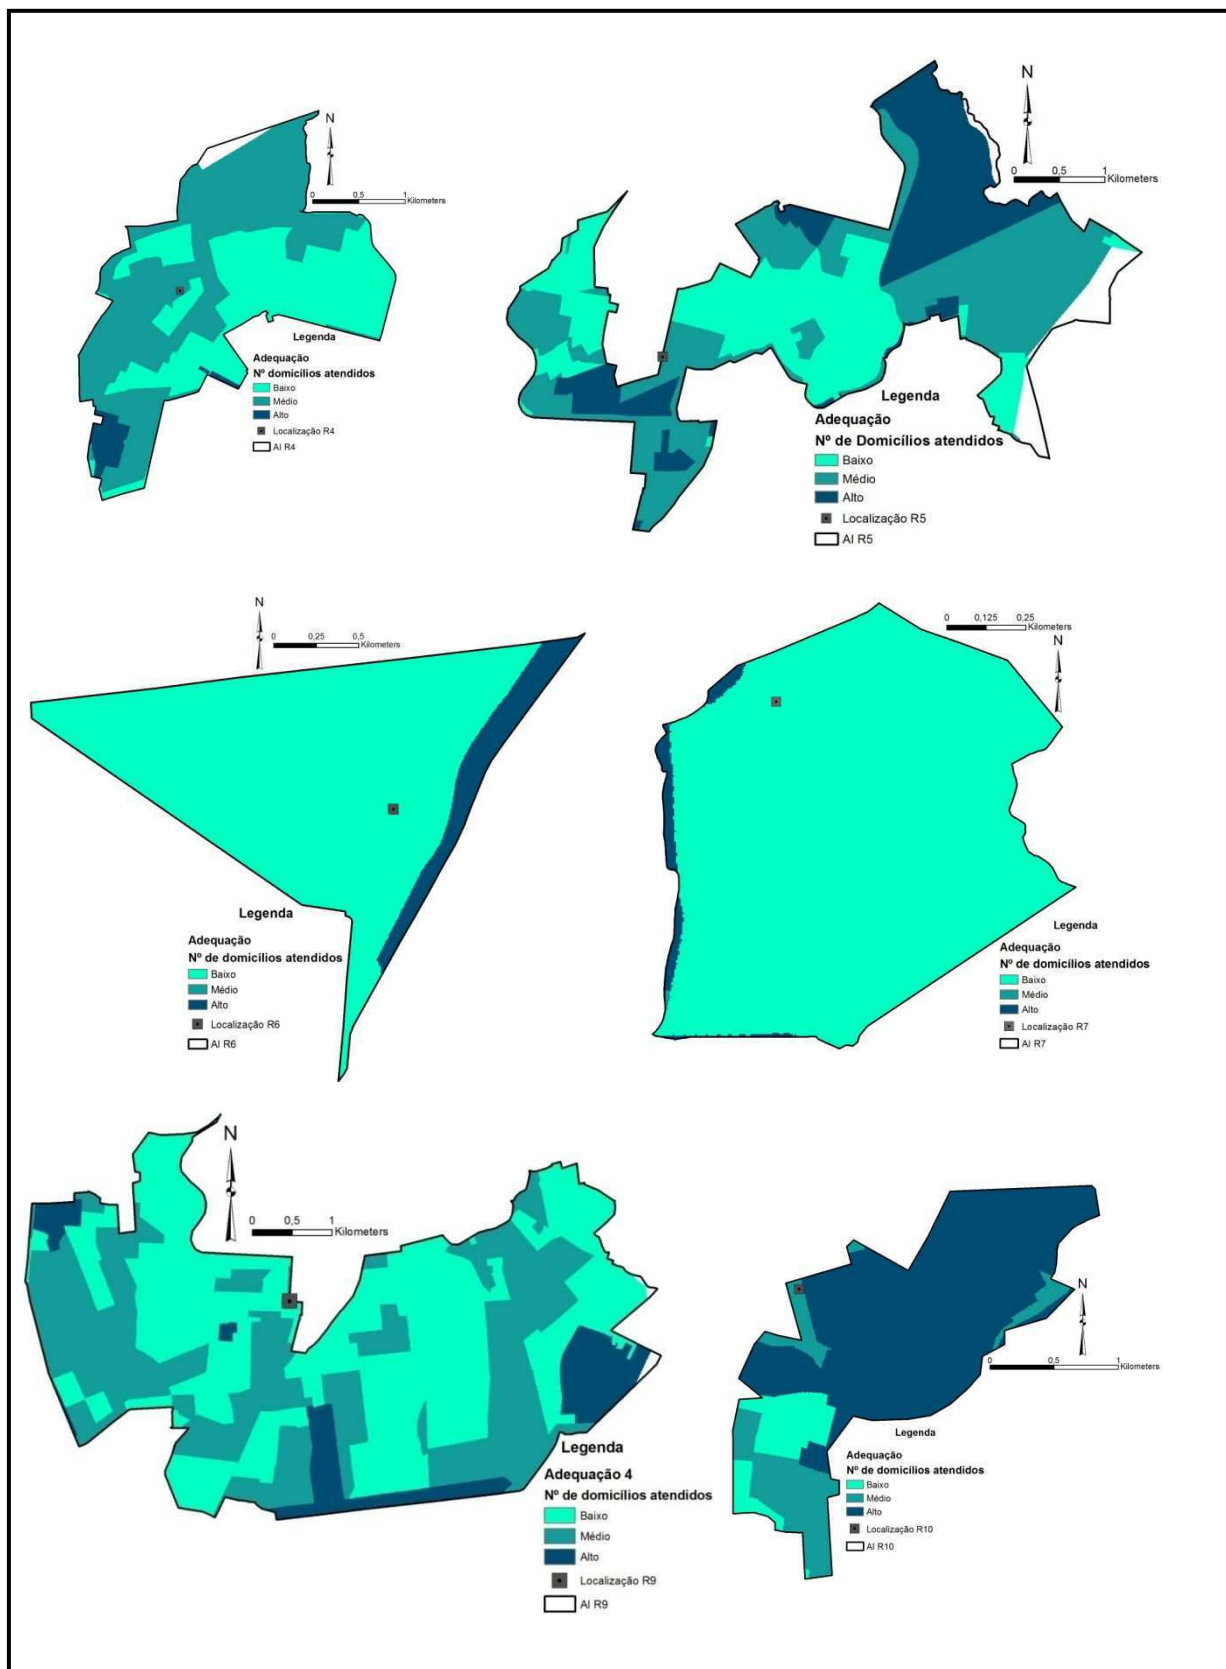 N
0 0,5 1
Kilometers
Legenda
Adequação
Nº domicílios atendidos
Baixo
Médio
Alto
Localização R4
AI R4
N
0 0,5 1
Kilometers
Legenda
Adequação
Nº de Domicílios atendidos
Baixo
Médio
Alto
Localização R5
AI R5
N
0 0,25 0,5
Kilometers
Legenda
Adequação
Nº de domicílios atendidos
Baixo
Médio
Alto
Localização R6
AI R6
0 0,125 0,25
Kilometers
N
Legenda
Adequação
Nº de domicílios atendidos
Baixo
Médio
Alto
Localização R7
AI R7
N
0 0,5 1
Kilometers
Legenda
Adequação 4
Nº de domicílios atendidos
Baixo
Médio
Alto
Localização R9
AI R9
N
0 0,5 1
Kilometers
Legenda
Adequação
Nº de domicílios atendidos
Baixo
Médio
Alto
Localização R10
AI R10